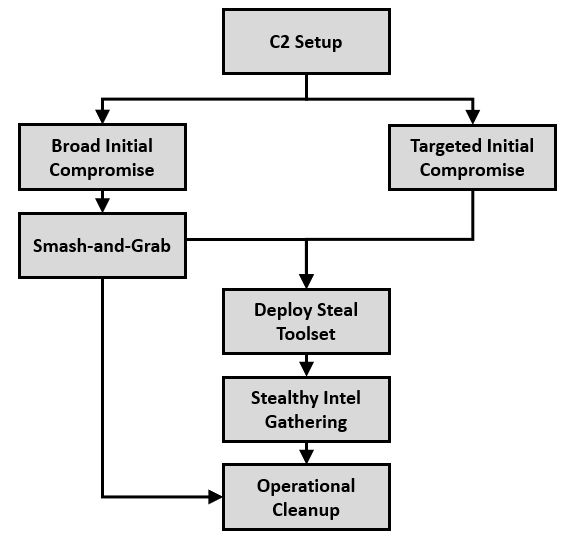 C2 Setup
Broad Initial
Compromise
Targeted Initial
Compromise
Smash-and-Grab
Deploy Steal
Toolset
Stealthy Intel
Gathering
Operational
Cleanup